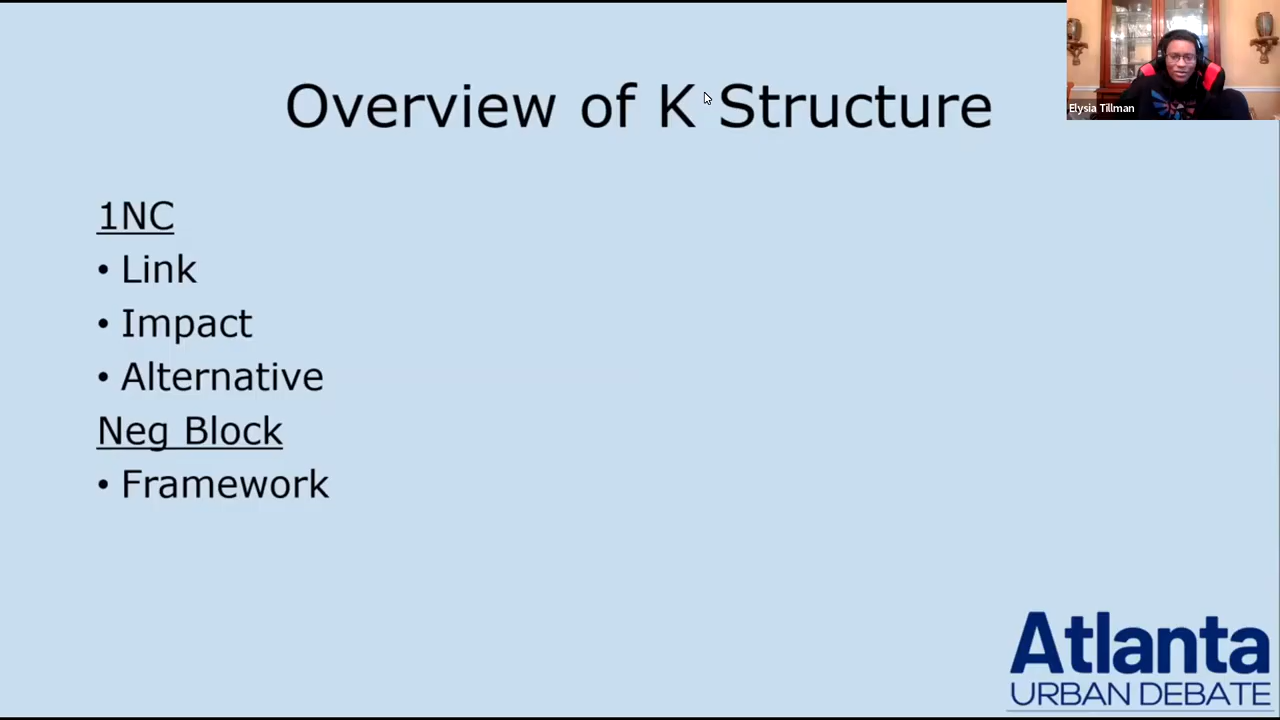 Overview of K Structure
Elysia Tillman
1NC
• Link
• Impact
• Alternative
Neg Block
• Framework
Atlanta
URBAN DEBATE